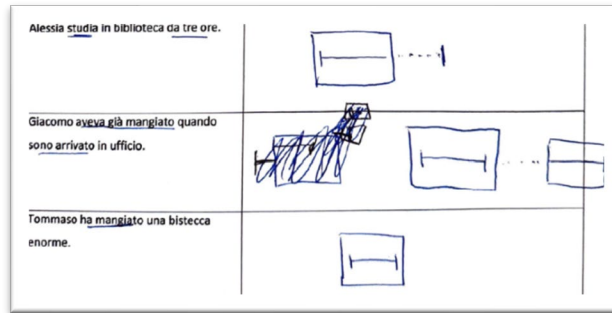 Alessia studia in biblioteca da tre ore.
Giacomo aveva già mangiato quando
sono arrivato in ufficio.
Tommaso ha mangiato una bistecca
enorme.